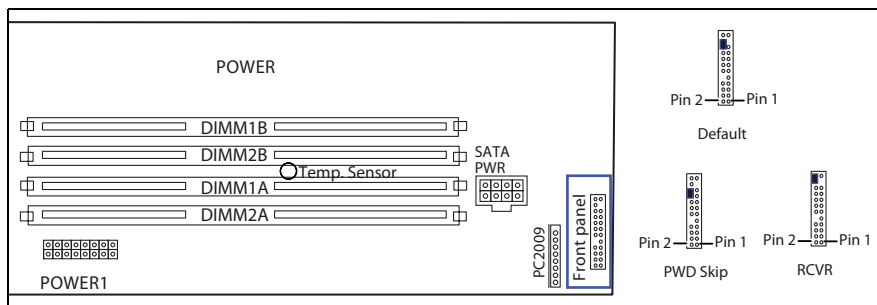 POWER
DIMM1B
DIMM2B
Temp. Sensor
DIMM1A
DIMM2A
SATA
PWR
PC2009
Front panel
POWER1
Pin 2 Pin 1
Default
Pin 2 Pin 1
PWD Skip
Pin 2 Pin 1
RCVR